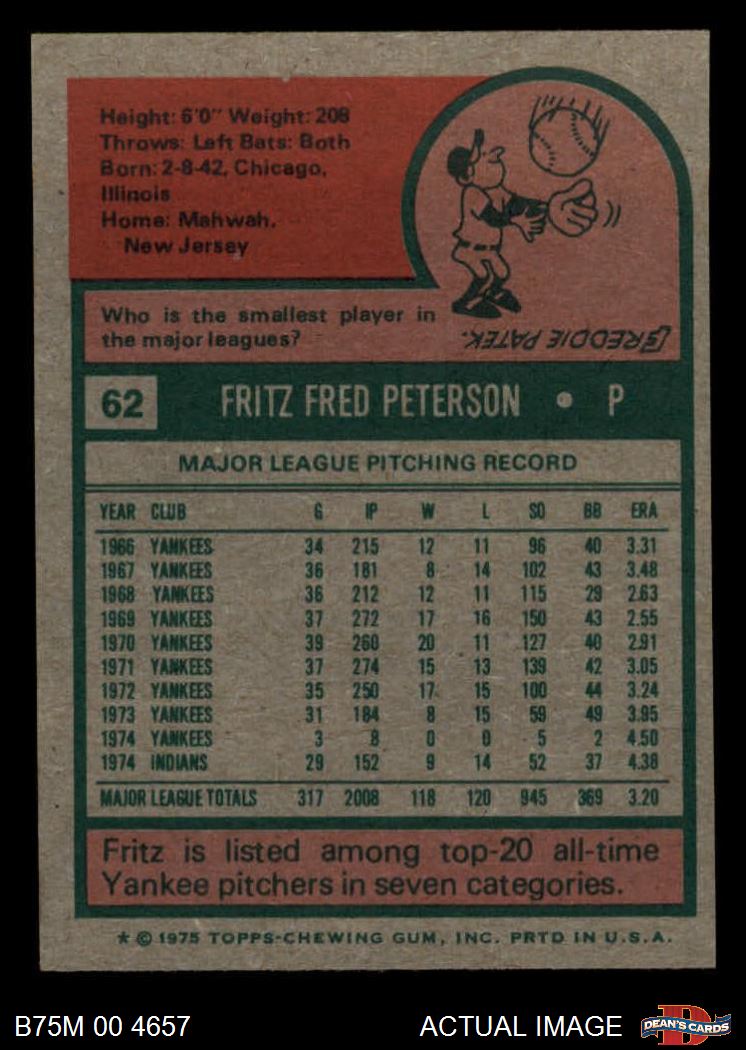 Height: 6'0" Weight: 208
Throws: Left Bats: Both
Born: 2-8-42, Chicago,
Illinois
Home: Mahwah,
New Jersey
Who is the smallest player in
the major leagues?
FREDDIE PATEK.
62 FRITZ FRED PETERSON • P
MAJOR LEAGUE PITCHING RECORD
YEAR CLUB G IP W L SO BB ERA
1966 YANKEES 34 215 12 11 96 40 3.31
1967 YANKEES 36 181 8 14 102 43 3.48
1968 YANKEES 36 212 12 11 115 29 2.63
1969 YANKEES 37 272 17 16 150 43 2.55
1970 YANKEES 39 260 20 11 127 40 2.91
1971 YANKEES 37 274 15 13 139 42 3.05
1972 YANKEES 35 250 17 15 100 44 3.24
1973 YANKEES 31 184 8 15 59 49 3.95
1974 YANKEES 3 8 0 0 5 2 4.50
1974 INDIANS 29 152 9 14 52 37 4.38
MAJOR LEAGUE TOTALS 317 2008 118 120 945 369 3.20
Fritz is listed among top-20 all-time
Yankee pitchers in seven categories.
* © 1975 TOPPS-CHEWING GUM, INC. PRTD IN U.S.A.
B75M 00 4657 ACTUAL IMAGE D DEAN'S CARDS